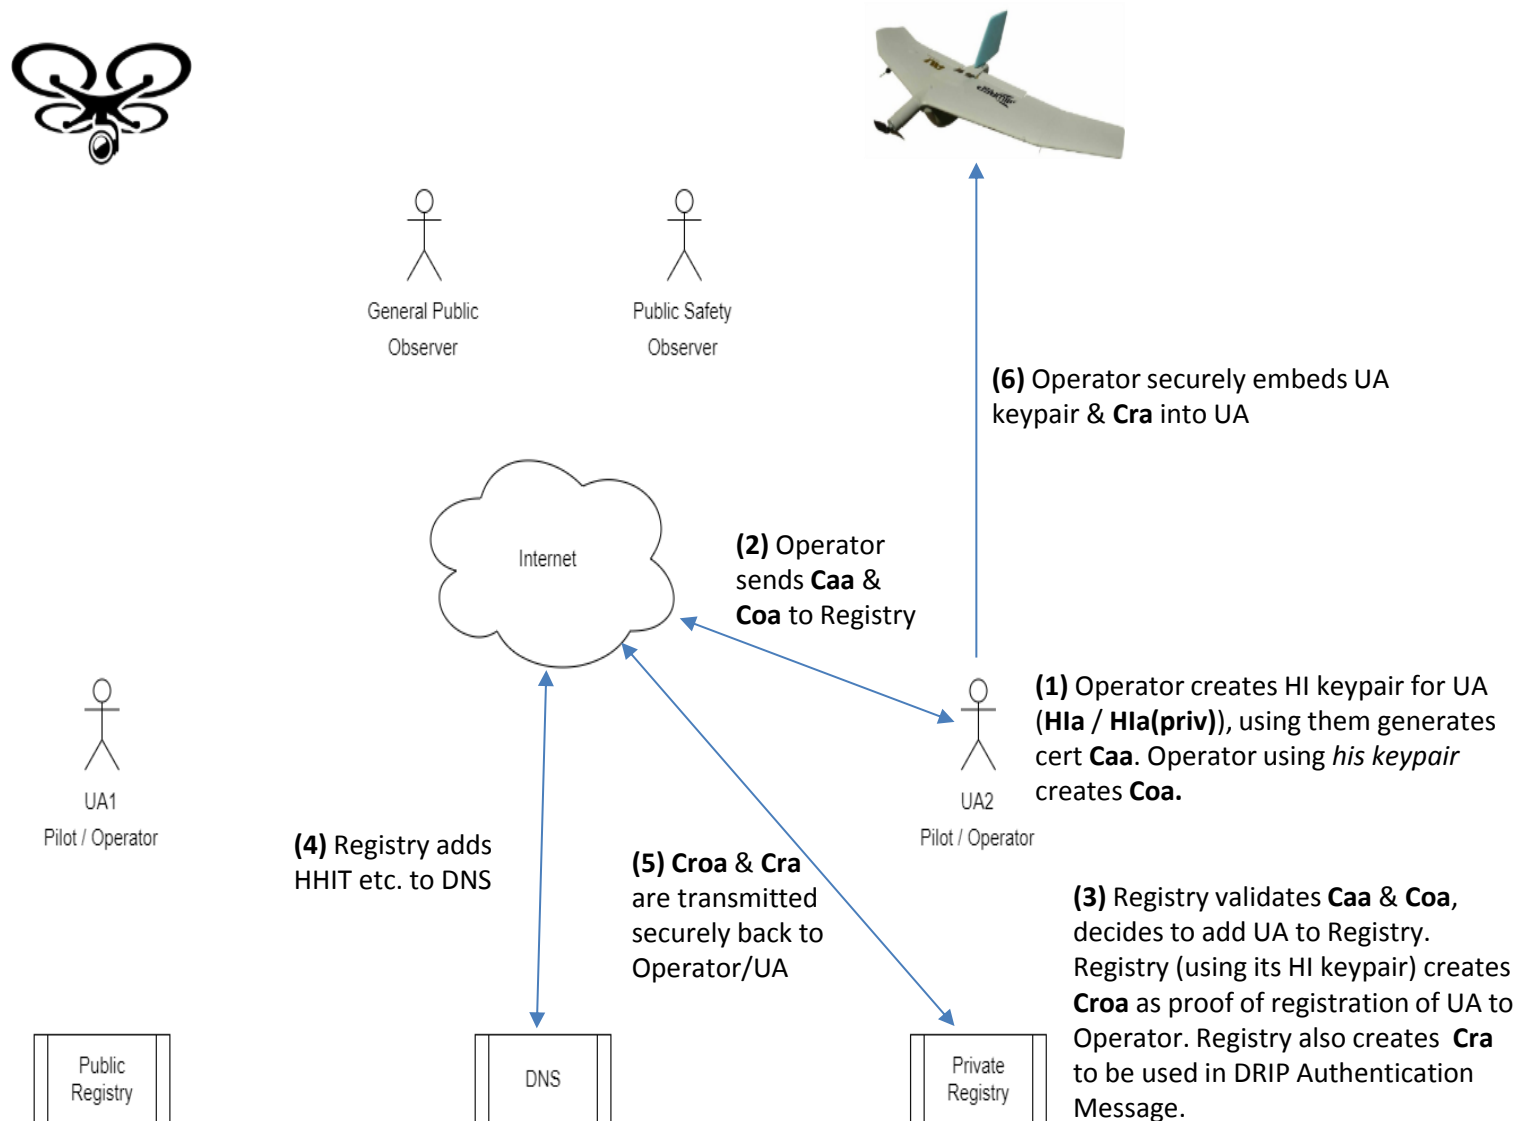 General Public
Observer
Public Safety
Observer
(6) Operator securely embeds UA
keypair & Cra into UA
Internet
(2) Operator
sends Caa &
Coa to Registry
(1) Operator creates HI keypair for UA
(HIa / HIa(priv)), using them generates
cert Caa. Operator using his keypair
creates Coa.
UA1
Pilot / Operator
UA2
Pilot / Operator
(4) Registry adds
HHIT etc. to DNS
(5) Croa & Cra
are transmitted
securely back to
Operator/UA
(3) Registry validates Caa & Coa,
decides to add UA to Registry.
Registry (using its HI keypair) creates
Croa as proof of registration of UA to
Operator. Registry also creates Cra
to be used in DRIP Authentication
Message.
Public
Registry
DNS
Private
Registry